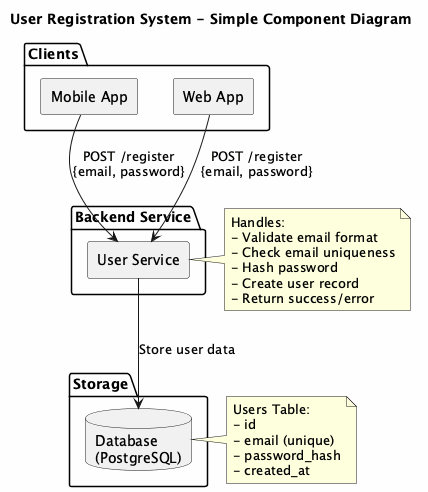 User Registration System - Simple Component Diagram
Clients
Mobile App
Web App
POST /register
{email, password}
POST /register
{email, password}
Backend Service
User Service
Handles:
- Validate email format
- Check email uniqueness
- Hash password
- Create user record
- Return success/error
Store user data
Storage
Database
(PostgreSQL)
Users Table:
- id
- email (unique)
- password_hash
- created_at